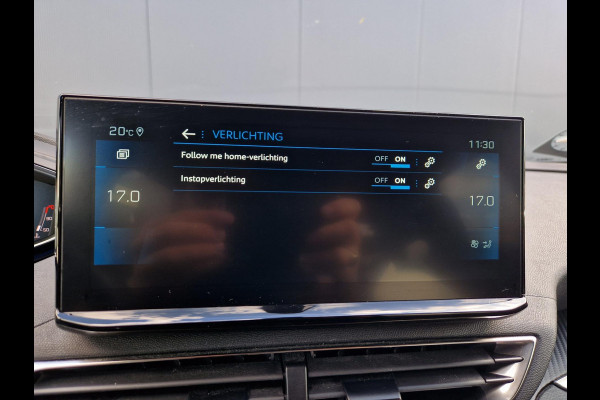 20°C
← : VERLICHTING
11:30
Follow me home-verlichting OFF ON
Instapverlichting OFF ON
17.0
17.0